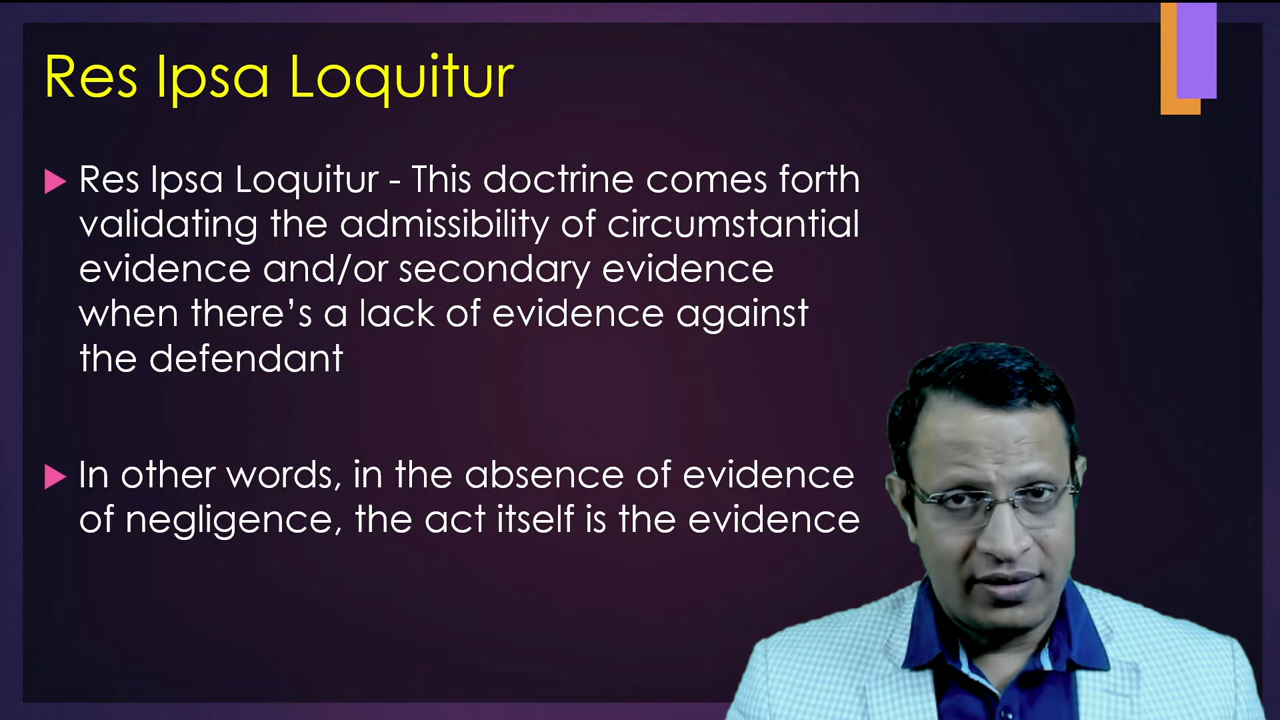 Res Ipsa Loquitur
Res Ipsa Loquitur - This doctrine comes forth
validating the admissibility of circumstantial
evidence and/or secondary evidence
when there’s a lack of evidence against
the defendant
In other words, in the absence of evidence
of negligence, the act itself is the evidence